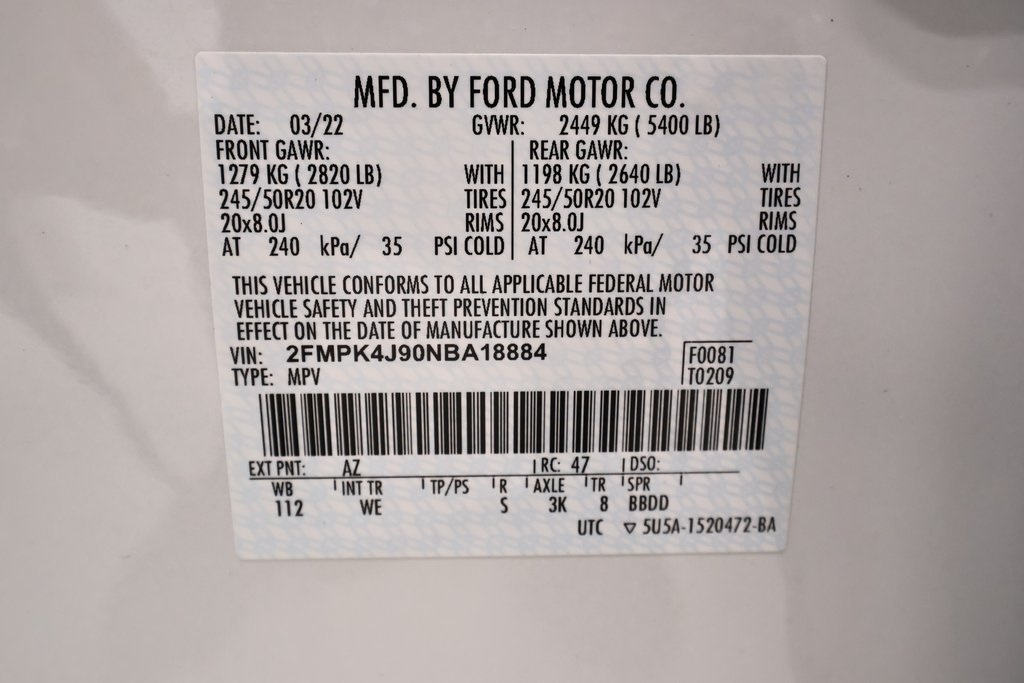 MFD. BY FORD MOTOR CO.
DATE: 03/22 GVWR: 2449 KG ( 5400 LB)
FRONT GAWR: REAR GAWR:
1279 KG ( 2820 LB) WITH 1198 KG ( 2640 LB) WITH
245/50R20 102V TIRES 245/50R20 102V TIRES
20x8.0J RIMS 20x8.0J RIMS
AT 240 kPa/ 35 PSI COLD AT 240 kPa/ 35 PSI COLD
THIS VEHICLE CONFORMS TO ALL APPLICABLE FEDERAL MOTOR
VEHICLE SAFETY AND THEFT PREVENTION STANDARDS IN
EFFECT ON THE DATE OF MANUFACTURE SHOWN ABOVE.
VIN: 2FMPK4J90NBA18884 F0081
TYPE: MPV T0209
EXT PNT: AZ RC: 47 DSO:
WB INT TR TP/PS R AXLE TR SPR
112 WE S 3K 8 BBDD
UTC ▽ 5U5A-1520472-BA